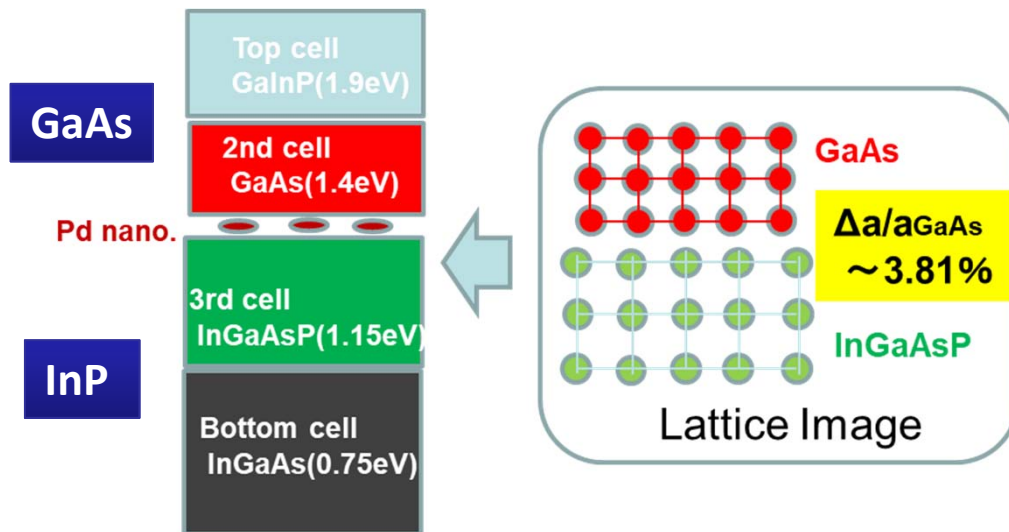 GaAs
InP
Top cell
GaInP(1.9eV)
2nd cell
GaAs(1.4eV)
Pd nano.
3rd cell
InGaAsP(1.15eV)
Bottom cell
InGaAs(0.75eV)
GaAs
Δa/aGaAs
～3.81%
InGaAsP
Lattice Image